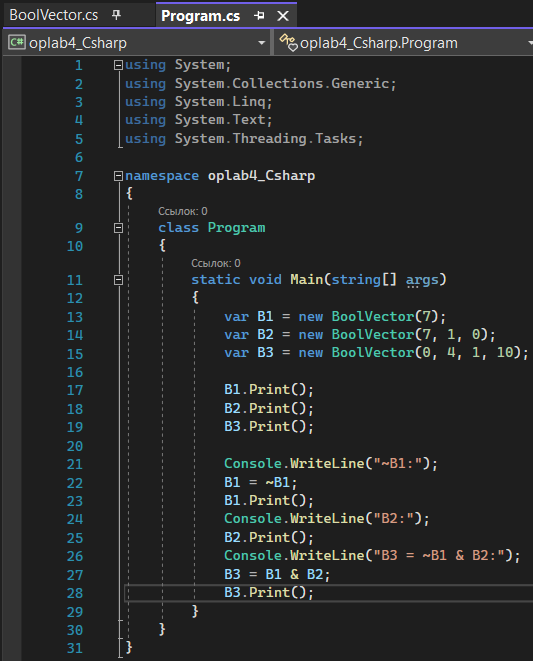 BoolVector.cs Program.cs
oplab4_Csharp oplab4_Csharp.Program
1 using System;
2 using System.Collections.Generic;
3 using System.Linq;
4 using System.Text;
5 using System.Threading.Tasks;
6
7 namespace oplab4_Csharp
8 {
Ссылок: 0
9 class Program
10 {
Ссылок: 0
11 static void Main(string[] args)
12 {
13 var B1 = new BoolVector(7);
14 var B2 = new BoolVector(7, 1, 0);
15 var B3 = new BoolVector(0, 4, 1, 10);
16
17 B1.Print();
18 B2.Print();
19 B3.Print();
20
21 Console.WriteLine("~B1:");
22 B1 = ~B1;
23 B1.Print();
24 Console.WriteLine("B2:");
25 B2.Print();
26 Console.WriteLine("B3 = ~B1 & B2:");
27 B3 = B1 & B2;
28 B3.Print();
29 }
30 }
31 }